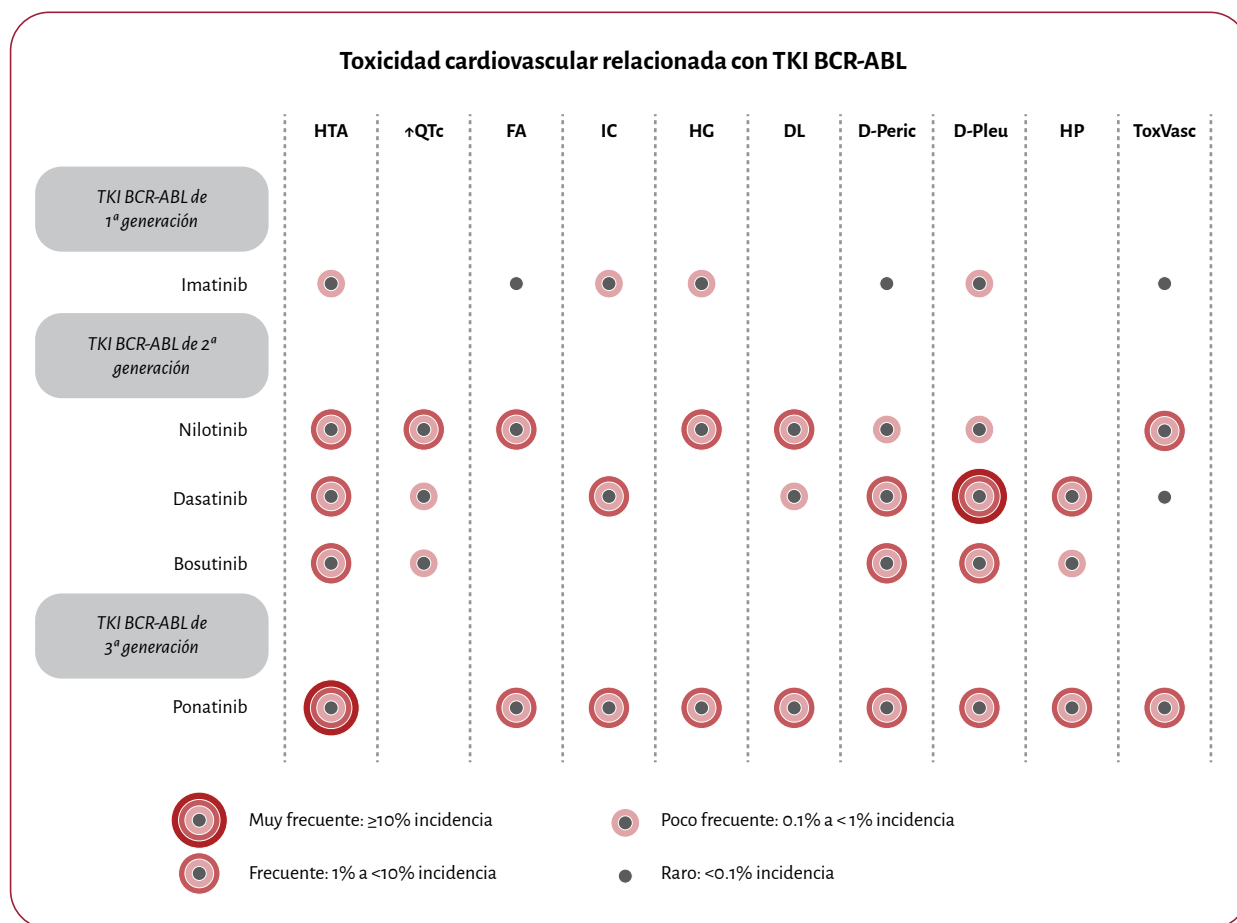 Toxicidad cardiovascular relacionada con TKI BCR-ABL
HTA ↑QTc FA IC HG DL D-Peric D-Pleu HP ToxVasc
TKI BCR-ABL de
1ª generación
Imatinib
TKI BCR-ABL de 2ª
generación
Nilotinib
Dasatinib
Bosutinib
TKI BCR-ABL de
3ª generación
Ponatinib
Muy frecuente: ≥10% incidencia
Poco frecuente: 0.1% a < 1% incidencia
Frecuente: 1% a <10% incidencia
Raro: <0.1% incidencia